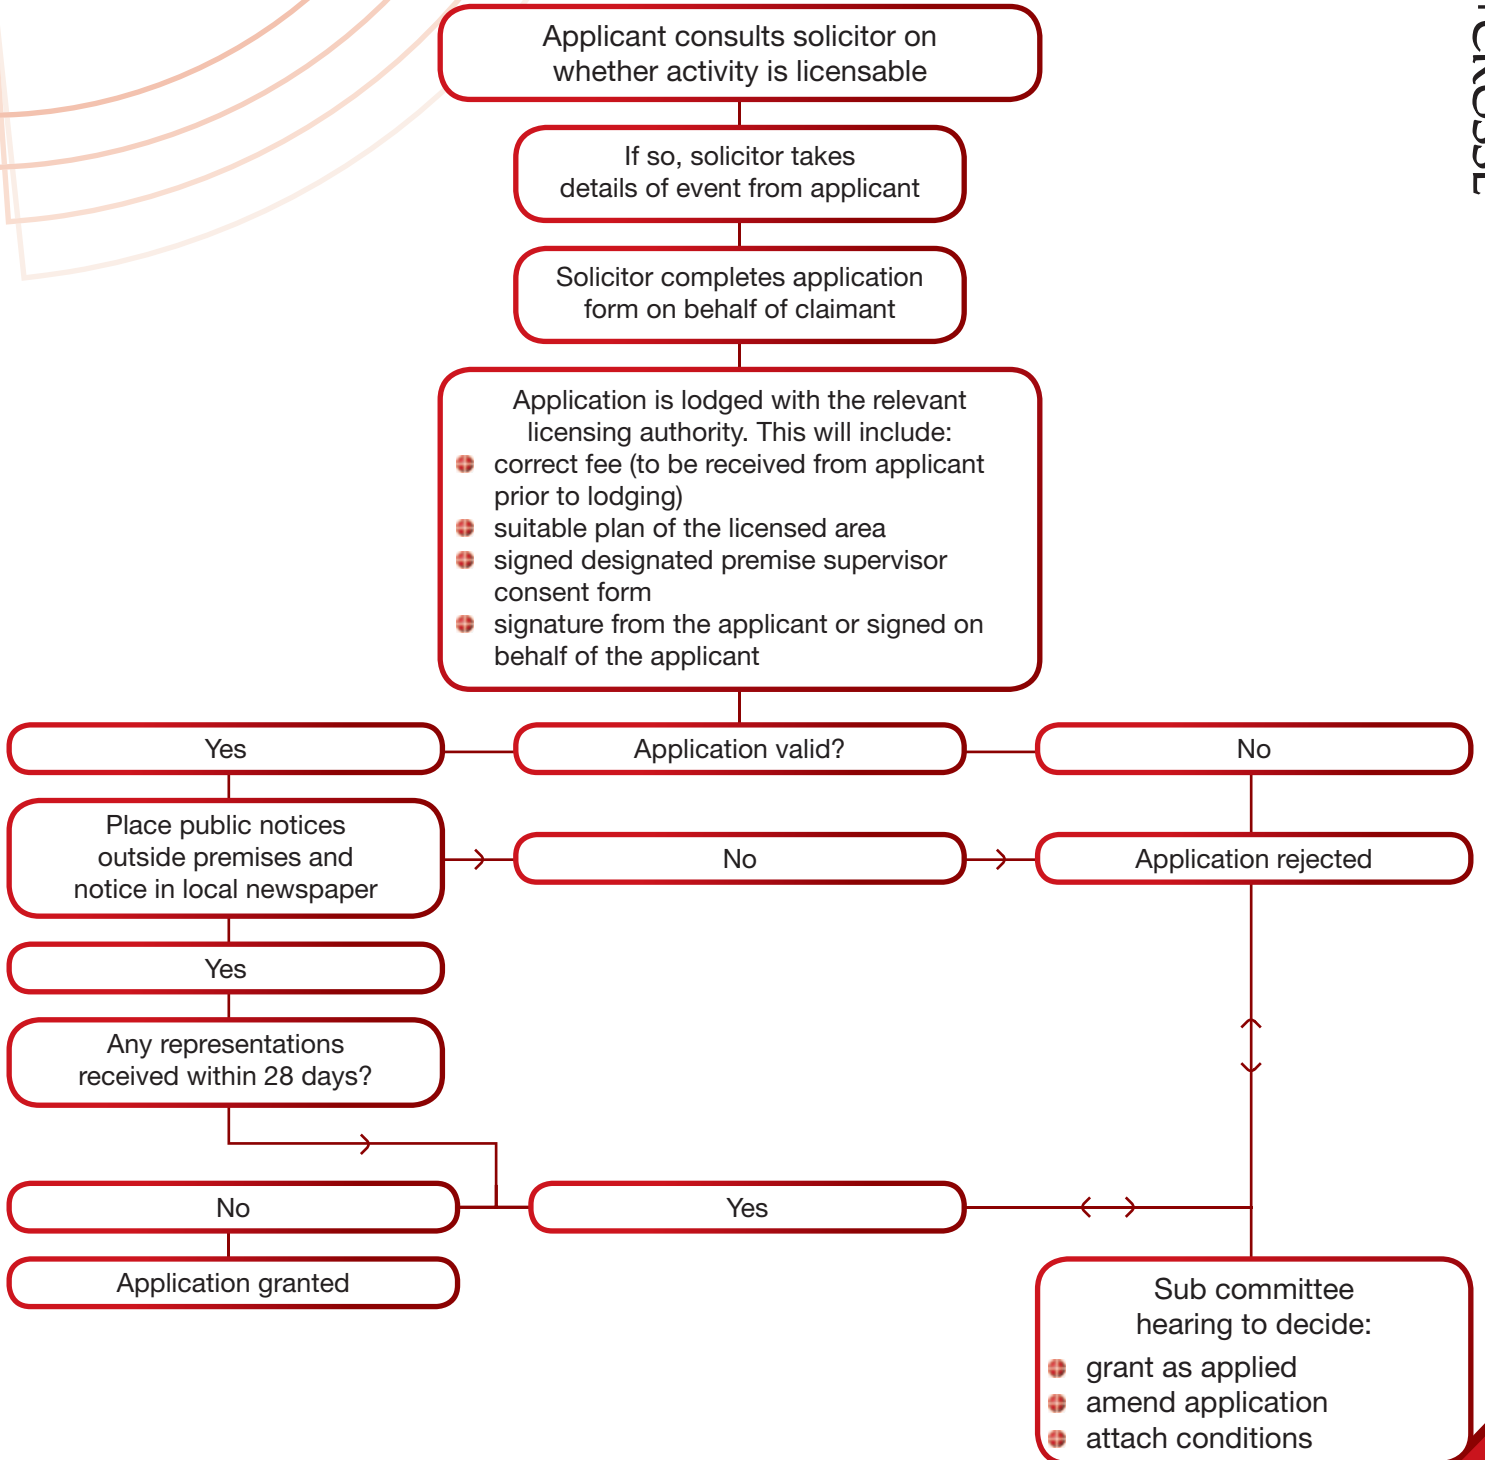 Applicant consults solicitor on
whether activity is licensable
If so, solicitor takes
details of event from applicant
Solicitor completes application
form on behalf of claimant
Application is lodged with the relevant
licensing authority. This will include:
correct fee (to be received from applicant
prior to lodging)
suitable plan of the licensed area
signed designated premise supervisor
consent form
signature from the applicant or signed on
behalf of the applicant
Yes
Application valid?
No
Place public notices
outside premises and
notice in local newspaper
No
Application rejected
Yes
Any representations
received within 28 days?
No
Yes
Application granted
Sub committee
hearing to decide:
grant as applied
amend application
attach conditions